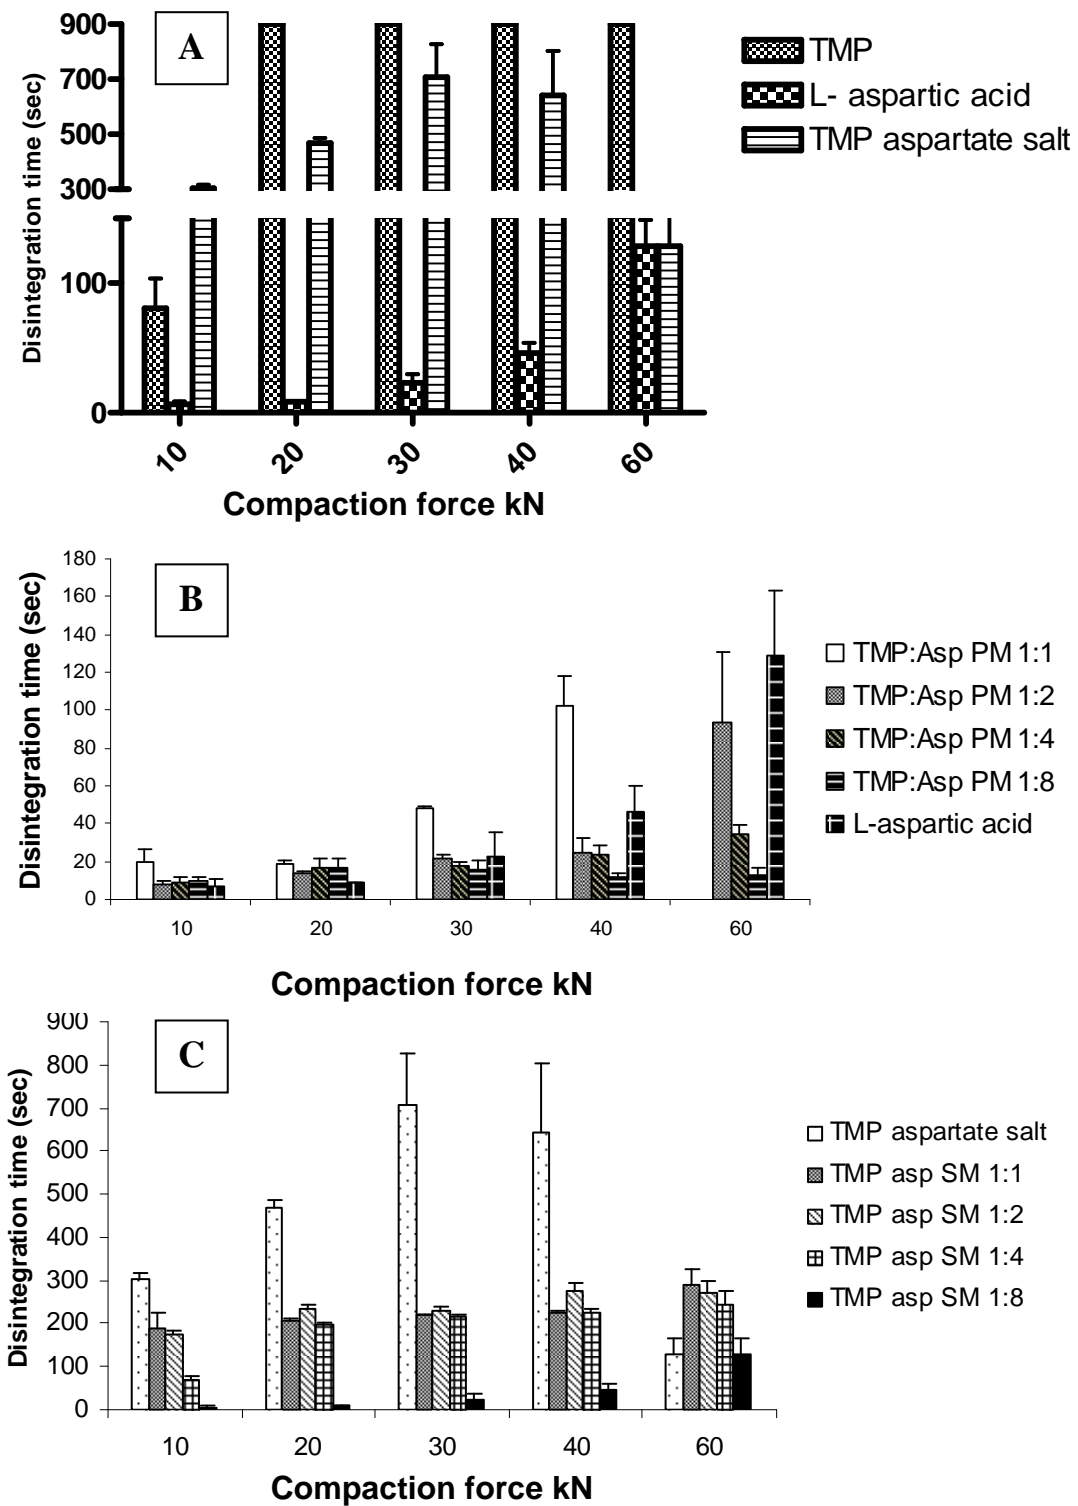 A
Disintegration time (sec)
900
700
500
300
100
0
10 20 30 40 60
Compaction force kN
TMP
L- aspartic acid
TMP aspartate salt
B
Disintegration time (sec)
180
160
140
120
100
80
60
40
20
0
10 20 30 40 60
Compaction force kN
TMP:Asp PM 1:1
TMP:Asp PM 1:2
TMP:Asp PM 1:4
TMP:Asp PM 1:8
L-aspartic acid
C
Disintegration time (sec)
900
800
700
600
500
400
300
200
100
0
10 20 30 40 60
Compaction force kN
TMP aspartate salt
TMP asp SM 1:1
TMP asp SM 1:2
TMP asp SM 1:4
TMP asp SM 1:8